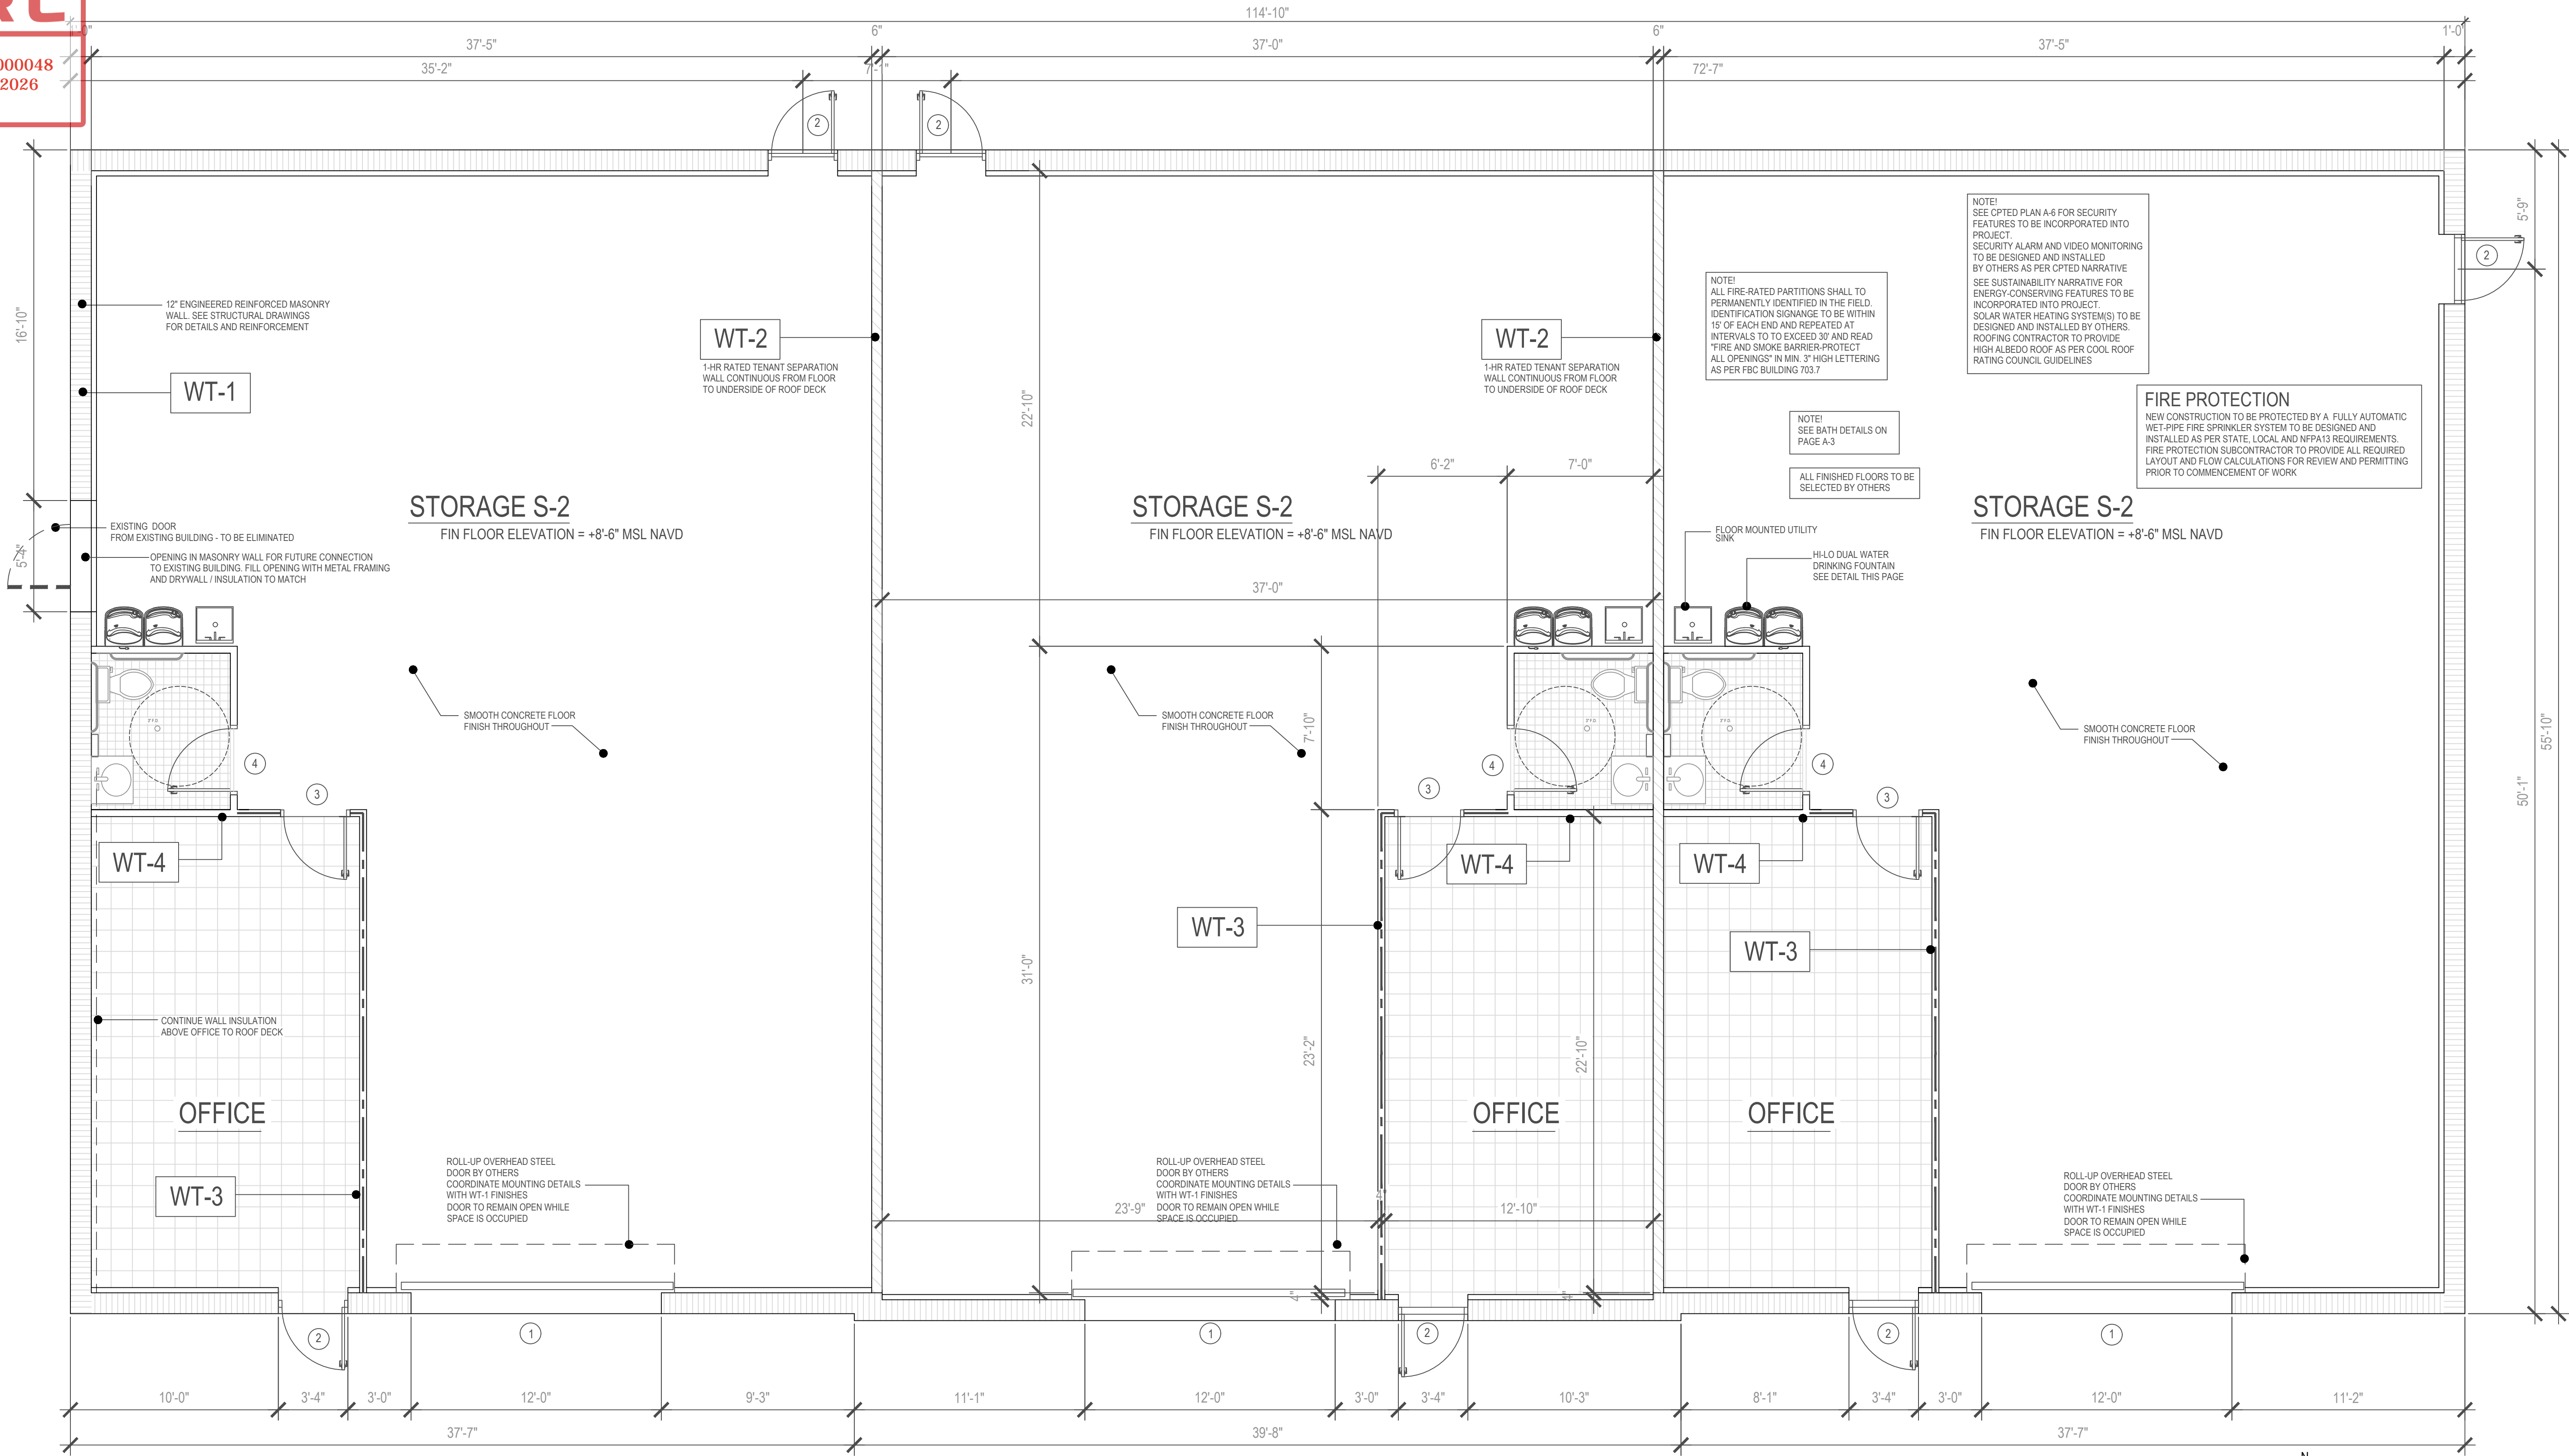 000048
2026
114'-10"
37'-5"
6"
37'-0"
6"
37'-5"
1'-0"
35'-2"
7'-1"
72'-7"
2
2
16'-10"
5'-4"
12" ENGINEERED REINFORCED MASONRY
WALL. SEE STRUCTURAL DRAWINGS
FOR DETAILS AND REINFORCEMENT
WT-1
WT-2
1-HR RATED TENANT SEPARATION
WALL CONTINUOUS FROM FLOOR
TO UNDERSIDE OF ROOF DECK
22'-10"
WT-2
1-HR RATED TENANT SEPARATION
WALL CONTINUOUS FROM FLOOR
TO UNDERSIDE OF ROOF DECK
NOTE!
ALL FIRE-RATED PARTITIONS SHALL TO
PERMANENTLY IDENTIFIED IN THE FIELD.
IDENTIFICATION SIGNANGE TO BE WITHIN
15' OF EACH END AND REPEATED AT
INTERVALS TO TO EXCEED 30' AND READ
"FIRE AND SMOKE BARRIER-PROTECT
ALL OPENINGS" IN MIN. 3" HIGH LETTERING
AS PER FBC BUILDING 703.7
NOTE!
SEE CPTED PLAN A-6 FOR SECURITY
FEATURES TO BE INCORPORATED INTO
PROJECT.
SECURITY ALARM AND VIDEO MONITORING
TO BE DESIGNED AND INSTALLED
BY OTHERS AS PER CPTED NARRATIVE
SEE SUSTAINABILITY NARRATIVE FOR
ENERGY-CONSERVING FEATURES TO BE
INCORPORATED INTO PROJECT.
SOLAR WATER HEATING SYSTEM(S) TO BE
DESIGNED AND INSTALLED BY OTHERS.
ROOFING CONTRACTOR TO PROVIDE
HIGH ALBEDO ROOF AS PER COOL ROOF
RATING COUNCIL GUIDELINES
2
5'-9"
50'-1"
55'-10"
FIRE PROTECTION
NEW CONSTRUCTION TO BE PROTECTED BY A FULLY AUTOMATIC
WET-PIPE FIRE SPRINKLER SYSTEM TO BE DESIGNED AND
INSTALLED AS PER STATE, LOCAL AND NFPA13 REQUIREMENTS.
FIRE PROTECTION SUBCONTRACTOR TO PROVIDE ALL REQUIRED
LAYOUT AND FLOW CALCULATIONS FOR REVIEW AND PERMITTING
PRIOR TO COMMENCEMENT OF WORK
NOTE!
SEE BATH DETAILS ON
PAGE A-3
ALL FINISHED FLOORS TO BE
SELECTED BY OTHERS
6'-2"
7'-0"
STORAGE S-2
FIN FLOOR ELEVATION = +8'-6" MSL NAVD
STORAGE S-2
FIN FLOOR ELEVATION = +8'-6" MSL NAVD
STORAGE S-2
FIN FLOOR ELEVATION = +8'-6" MSL NAVD
EXISTING DOOR
FROM EXISTING BUILDING - TO BE ELIMINATED
OPENING IN MASONRY WALL FOR FUTURE CONNECTION
TO EXISTING BUILDING. FILL OPENING WITH METAL FRAMING
AND DRYWALL / INSULATION TO MATCH
FLOOR MOUNTED UTILITY
SINK
HI-LO DUAL WATER
DRINKING FOUNTAIN
SEE DETAIL THIS PAGE
37'-0"
SMOOTH CONCRETE FLOOR
FINISH THROUGHOUT
SMOOTH CONCRETE FLOOR
FINISH THROUGHOUT
SMOOTH CONCRETE FLOOR
FINISH THROUGHOUT
7'-10"
4
3
4
3
4
3
WT-4
WT-4
WT-4
31'-0"
23'-2"
22'-10"
WT-3
WT-3
CONTINUE WALL INSULATION
ABOVE OFFICE TO ROOF DECK
OFFICE
OFFICE
OFFICE
WT-3
ROLL-UP OVERHEAD STEEL
DOOR BY OTHERS
COORDINATE MOUNTING DETAILS
WITH WT-1 FINISHES
DOOR TO REMAIN OPEN WHILE
SPACE IS OCCUPIED
ROLL-UP OVERHEAD STEEL
DOOR BY OTHERS
COORDINATE MOUNTING DETAILS
WITH WT-1 FINISHES
DOOR TO REMAIN OPEN WHILE
SPACE IS OCCUPIED
ROLL-UP OVERHEAD STEEL
DOOR BY OTHERS
COORDINATE MOUNTING DETAILS
WITH WT-1 FINISHES
DOOR TO REMAIN OPEN WHILE
SPACE IS OCCUPIED
23'-9"
4"
12'-10"
4"
2
1
1
2
2
1
10'-0"
3'-4"
3'-0"
12'-0"
9'-3"
11'-1"
12'-0"
3'-0"
3'-4"
10'-3"
8'-1"
3'-4"
3'-0"
12'-0"
11'-2"
37'-7"
39'-8"
37'-7"